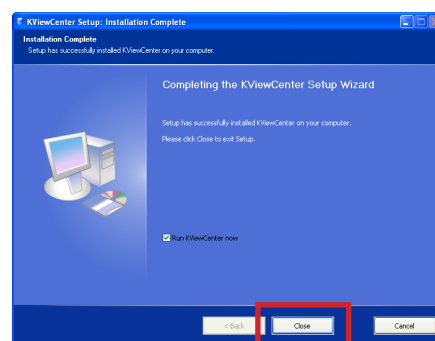 KViewCenter Setup: Installation Complete
Installation Complete
Setup has successfully installed KViewCenter on your computer.
Completing the KViewCenter Setup Wizard
Setup has successfully installed KViewCenter on your computer.
Please click Close to exit Setup.
Run KViewCenter now
< Back Close Cancel